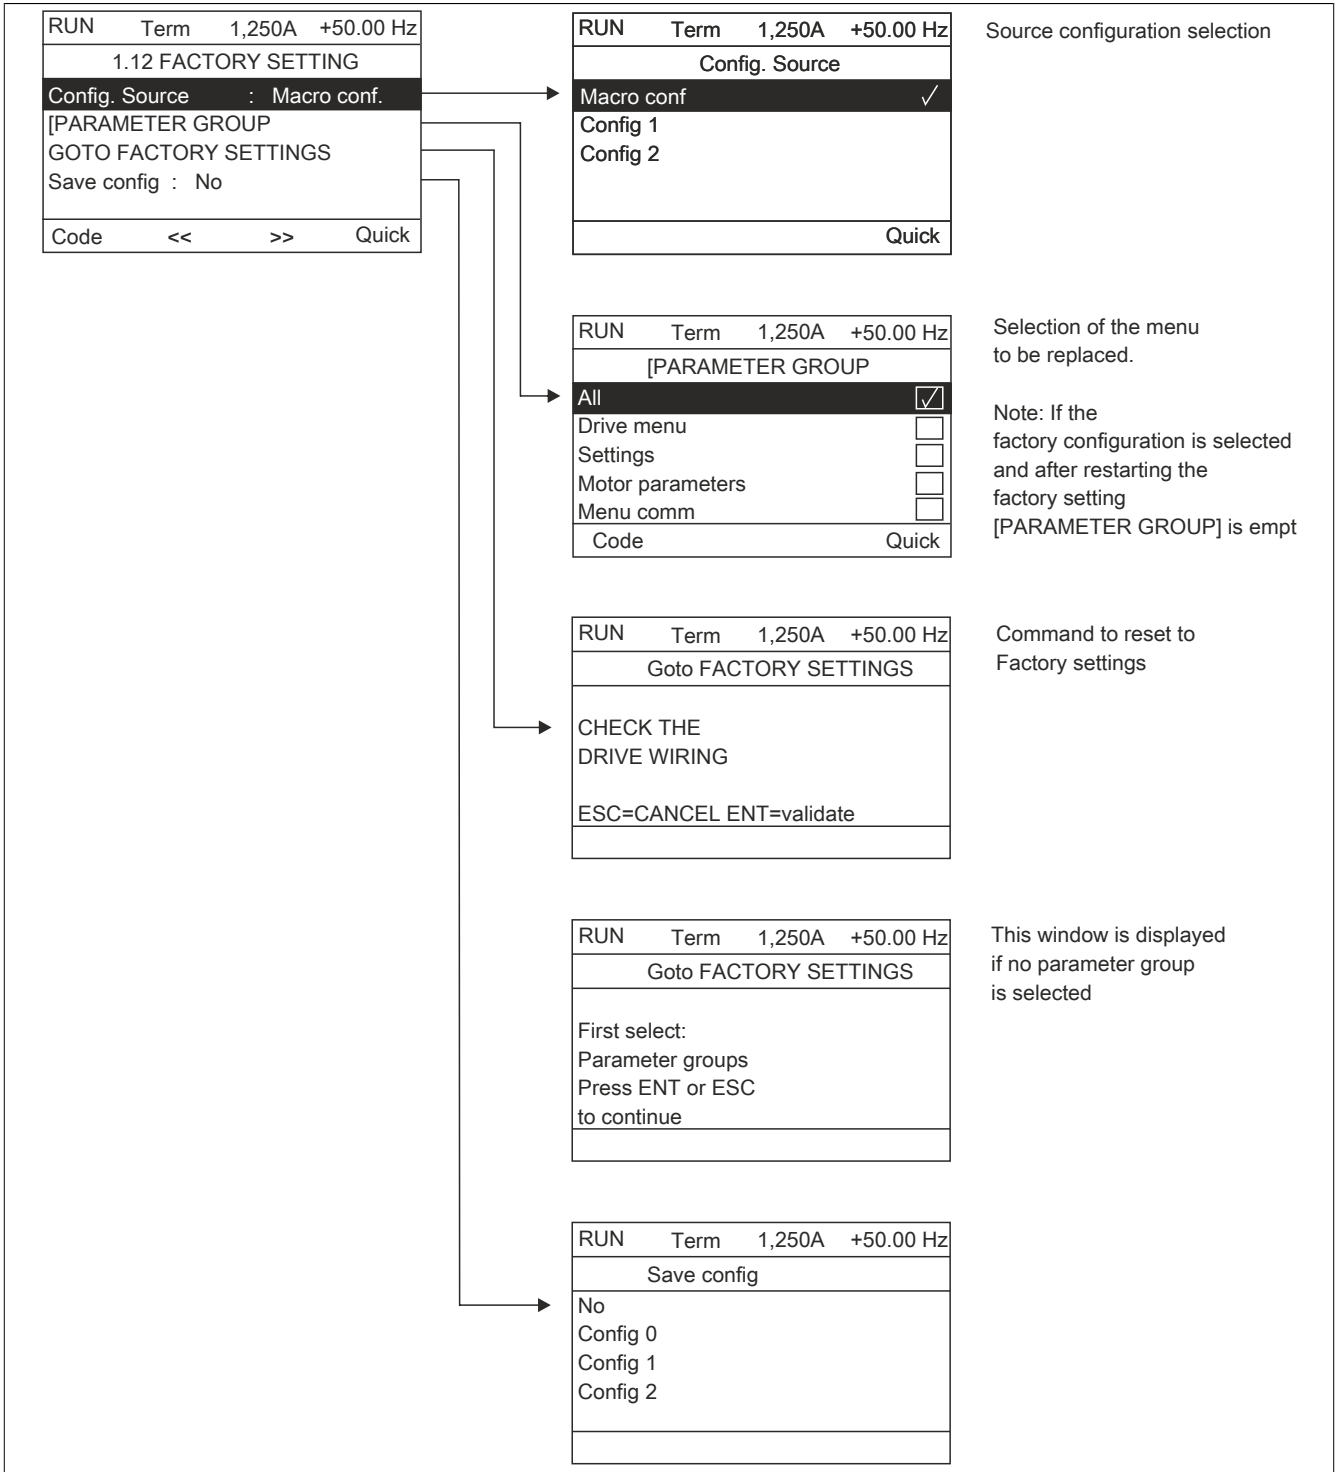 RUN Term 1,250A +50.00 Hz
1.12 FACTORY SETTING
Config. Source : Macro conf.
[PARAMETER GROUP
GOTO FACTORY SETTINGS
Save config : No
Code << >> Quick
RUN Term 1,250A +50.00 Hz
Config. Source
Macro conf ✓
Config 1
Config 2
Quick
Source configuration selection
RUN Term 1,250A +50.00 Hz
[PARAMETER GROUP
All ✓
Drive menu
Settings
Motor parameters
Menu comm
Code Quick
Selection of the menu
to be replaced.
Note: If the
factory configuration is selected
and after restarting the
factory setting
[PARAMETER GROUP] is empt
RUN Term 1,250A +50.00 Hz
Goto FACTORY SETTINGS
CHECK THE
DRIVE WIRING
ESC=CANCEL ENT=validate
Command to reset to
Factory settings
RUN Term 1,250A +50.00 Hz
Goto FACTORY SETTINGS
First select:
Parameter groups
Press ENT or ESC
to continue
This window is displayed
if no parameter group
is selected
RUN Term 1,250A +50.00 Hz
Save config
No
Config 0
Config 1
Config 2